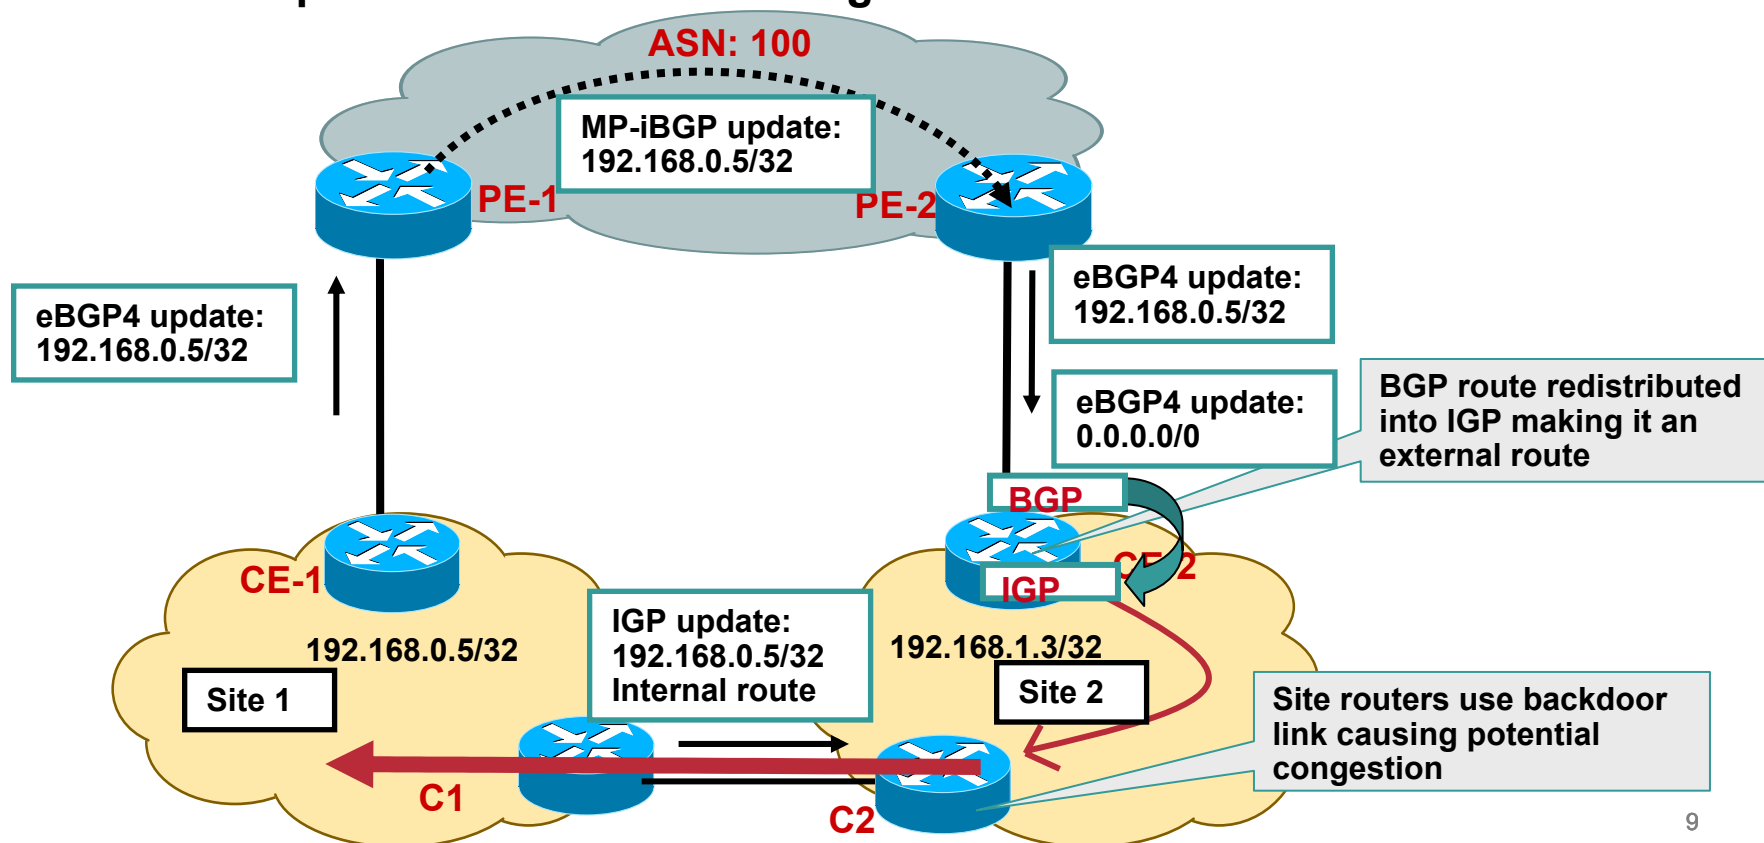 ASN: 100
MP-iBGP update:
192.168.0.5/32
PE-1
PE-2
eBGP4 update:
192.168.0.5/32
eBGP4 update:
192.168.0.5/32
eBGP4 update:
0.0.0.0/0
BGP route redistributed
into IGP making it an
external route
BGP
CE-1
IGP
IGP update:
192.168.0.5/32
Internal route
192.168.0.5/32
192.168.1.3/32
Site 1
Site 2
Site routers use backdoor
link causing potential
congestion
C1
C2
9